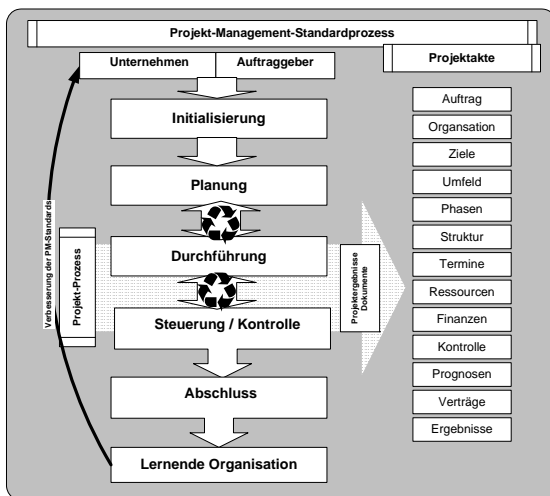 Projekt-Management-Standardprozess
Unternehmen
Auftraggeber
Projektakte
Initialisierung
Planung
Durchführung
Steuerung / Kontrolle
Abschluss
Lernende Organisation
Verbesserung der PM-Standards
Projekt-Prozess
Projektergebnisse
Dokumente
Auftrag
Organsation
Ziele
Umfeld
Phasen
Struktur
Termine
Ressourcen
Finanzen
Kontrolle
Prognosen
Verträge
Ergebnisse